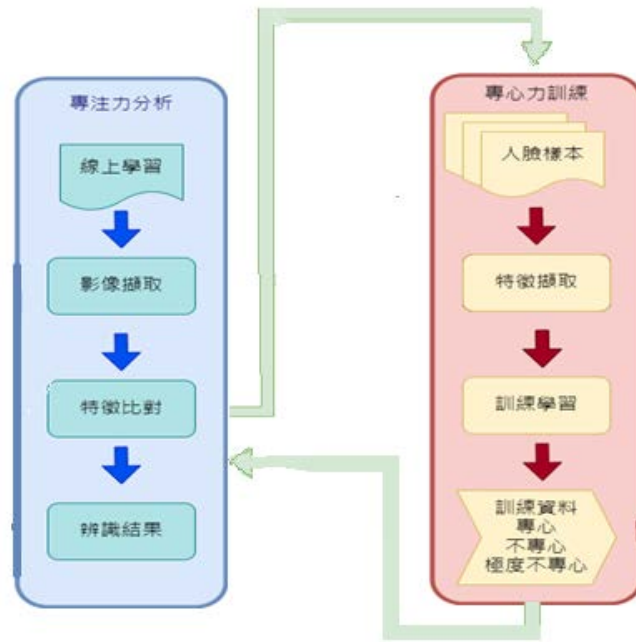 專注力分析
線上學習
影像擷取
特徵比對
辨識結果
專心力訓練
人臉樣本
特徵擷取
訓練學習
訓練資料
專心
不專心
極度不專心